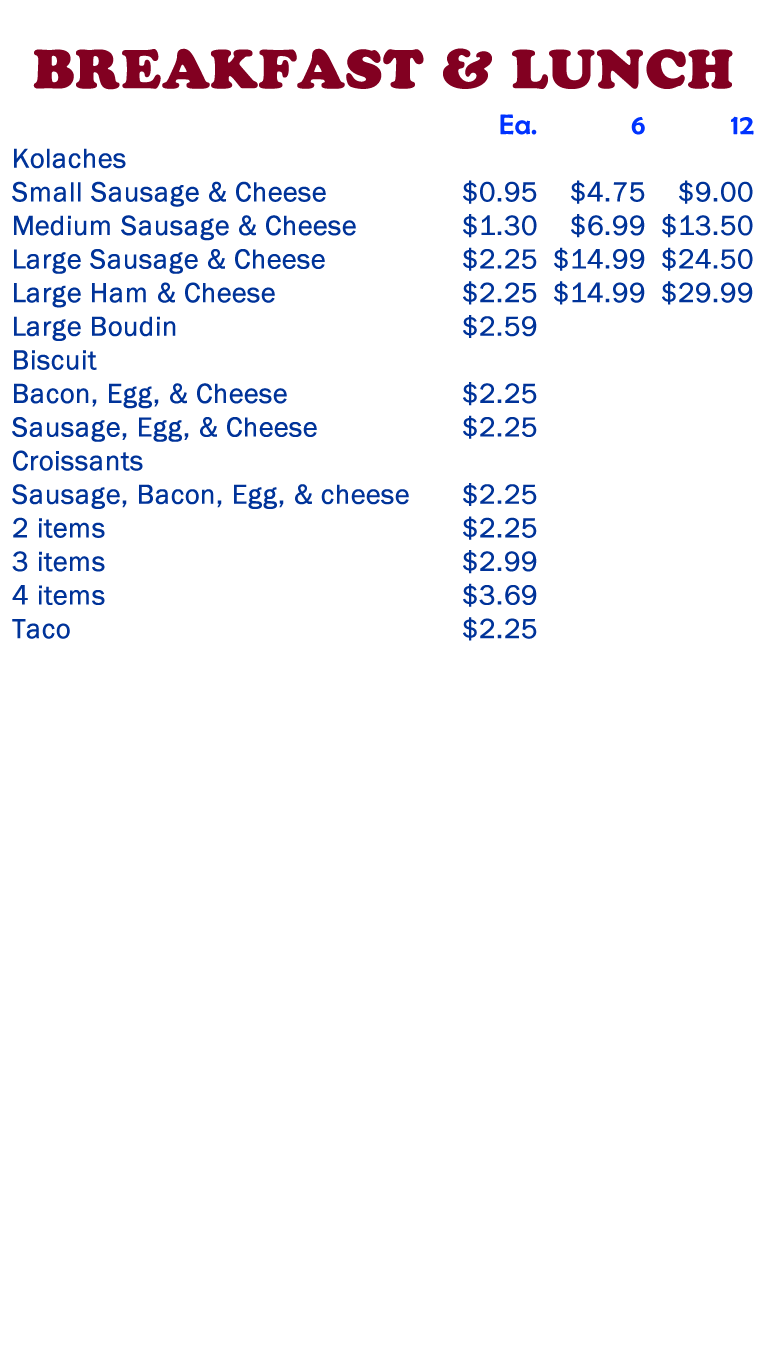 BREAKFAST & LUNCH
Ea. 6 12
Kolaches
Small Sausage & Cheese $0.95 $4.75 $9.00
Medium Sausage & Cheese $1.30 $6.99 $13.50
Large Sausage & Cheese $2.25 $14.99 $24.50
Large Ham & Cheese $2.25 $14.99 $29.99
Large Boudin $2.59
Biscuit
Bacon, Egg, & Cheese $2.25
Sausage, Egg, & Cheese $2.25
Croissants
Sausage, Bacon, Egg, & cheese $2.25
2 items $2.25
3 items $2.99
4 items $3.69
Taco $2.25